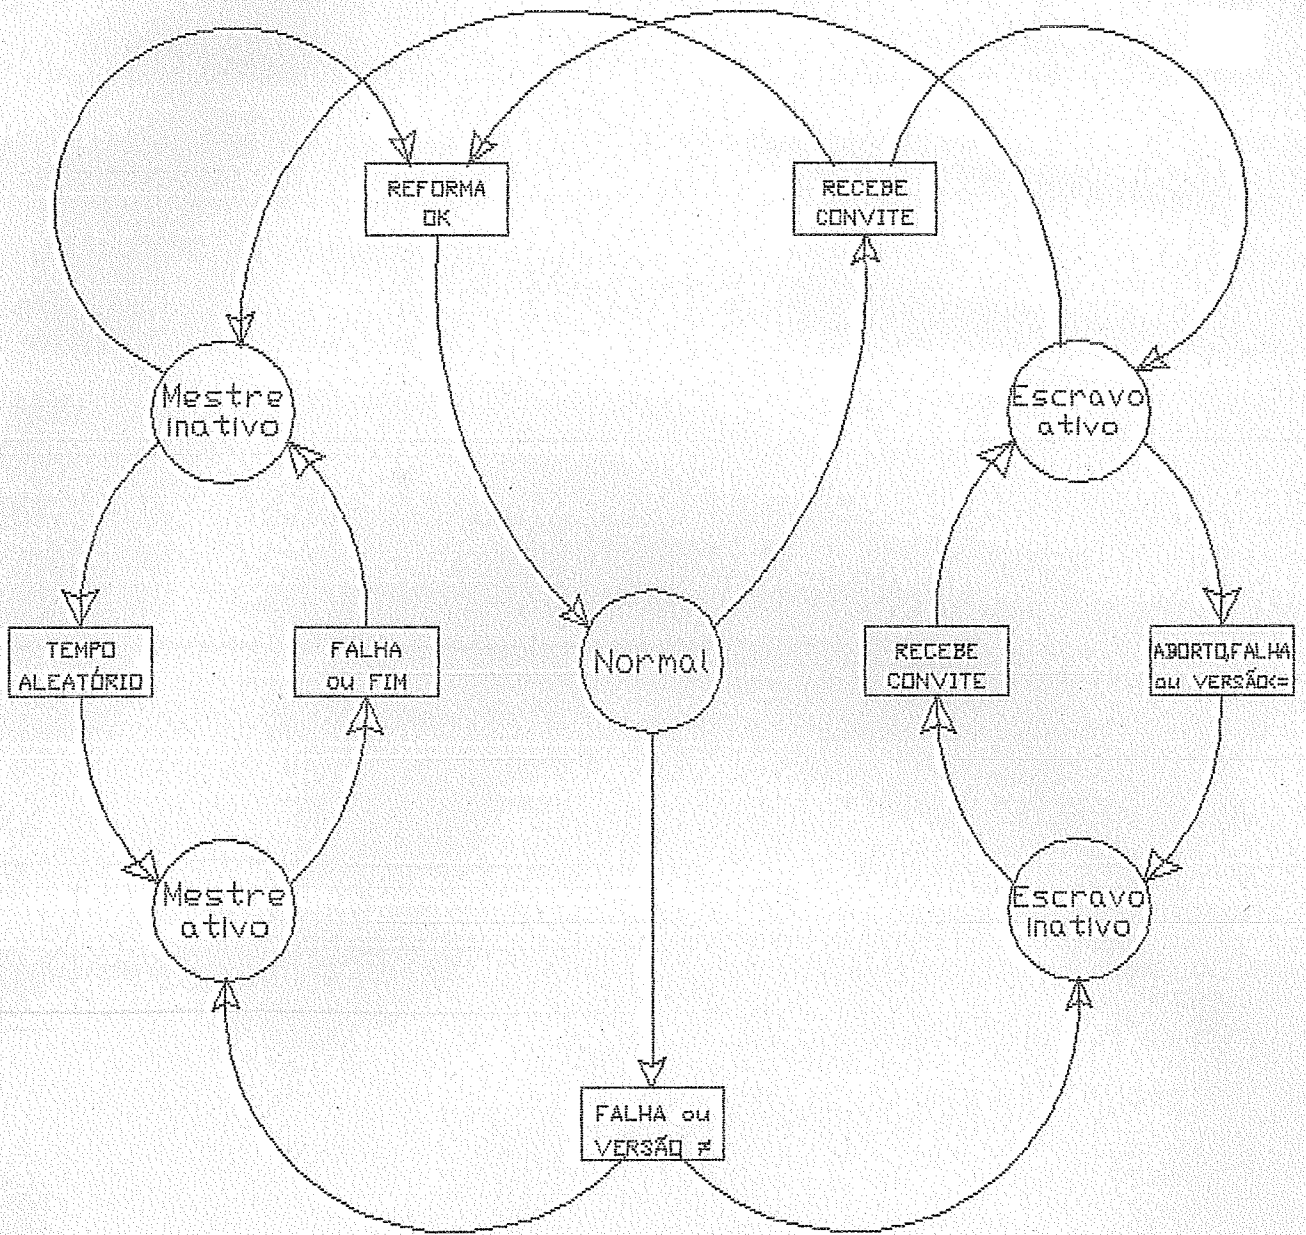 REFORMA
OK
RECEBE
CONVITE
Mestre
inativo
Escravo
ativo
TEMPO
ALEATÓRIO
FALHA
ou FIM
Normal
RECEBE
CONVITE
ABORTO,FALHA
ou VERSÃO<=
Mestre
ativo
Escravo
inativo
FALHA ou
VERSÃO ≠